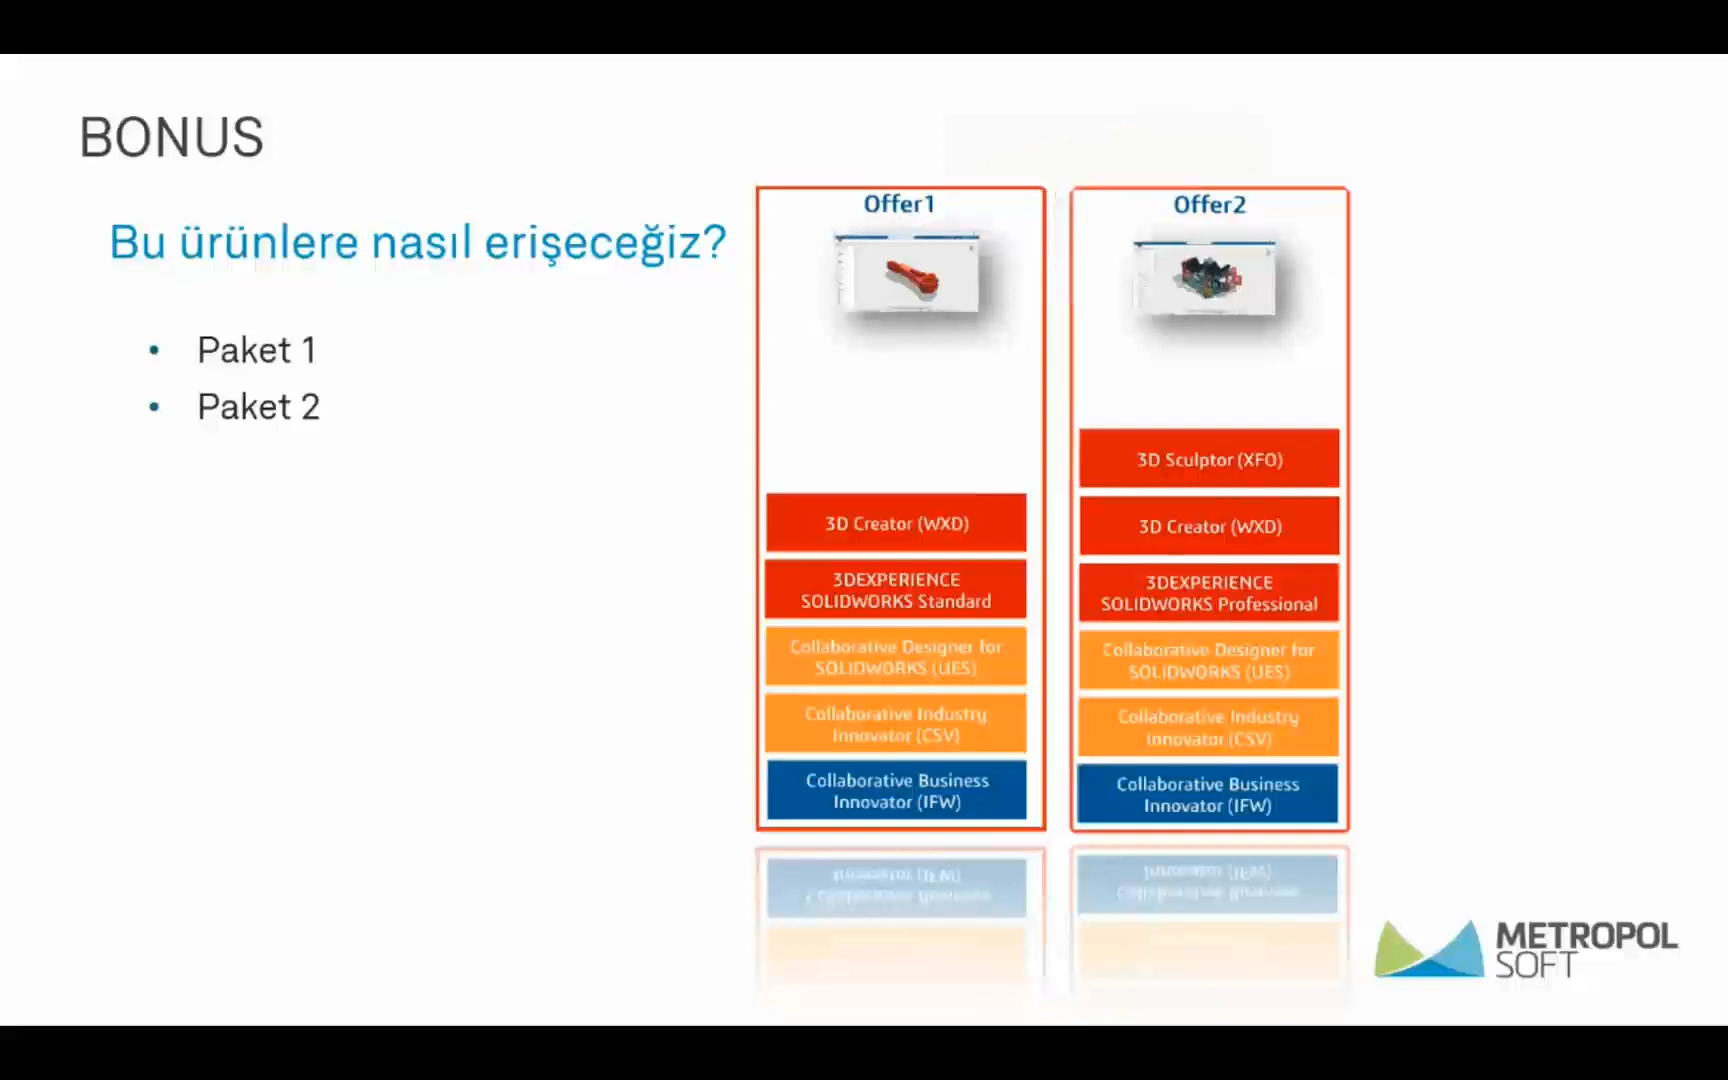 BONUS
Bu ürünlere nasıl erişeceğiz?
• Paket 1
• Paket 2
Offer1
3D Creator (WXD)
3DEXPERIENCE
SOLIDWORKS Standard
Collaborative Designer for
SOLIDWORKS (UES)
Collaborative Industry
Innovator (CSV)
Collaborative Business
Innovator (IFW)
Offer2
3D Sculptor (XFO)
3D Creator (WXD)
3DEXPERIENCE
SOLIDWORKS Professional
Collaborative Designer for
SOLIDWORKS (UES)
Collaborative Industry
Innovator (CSV)
Collaborative Business
Innovator (IFW)
METROPOL
SOFT